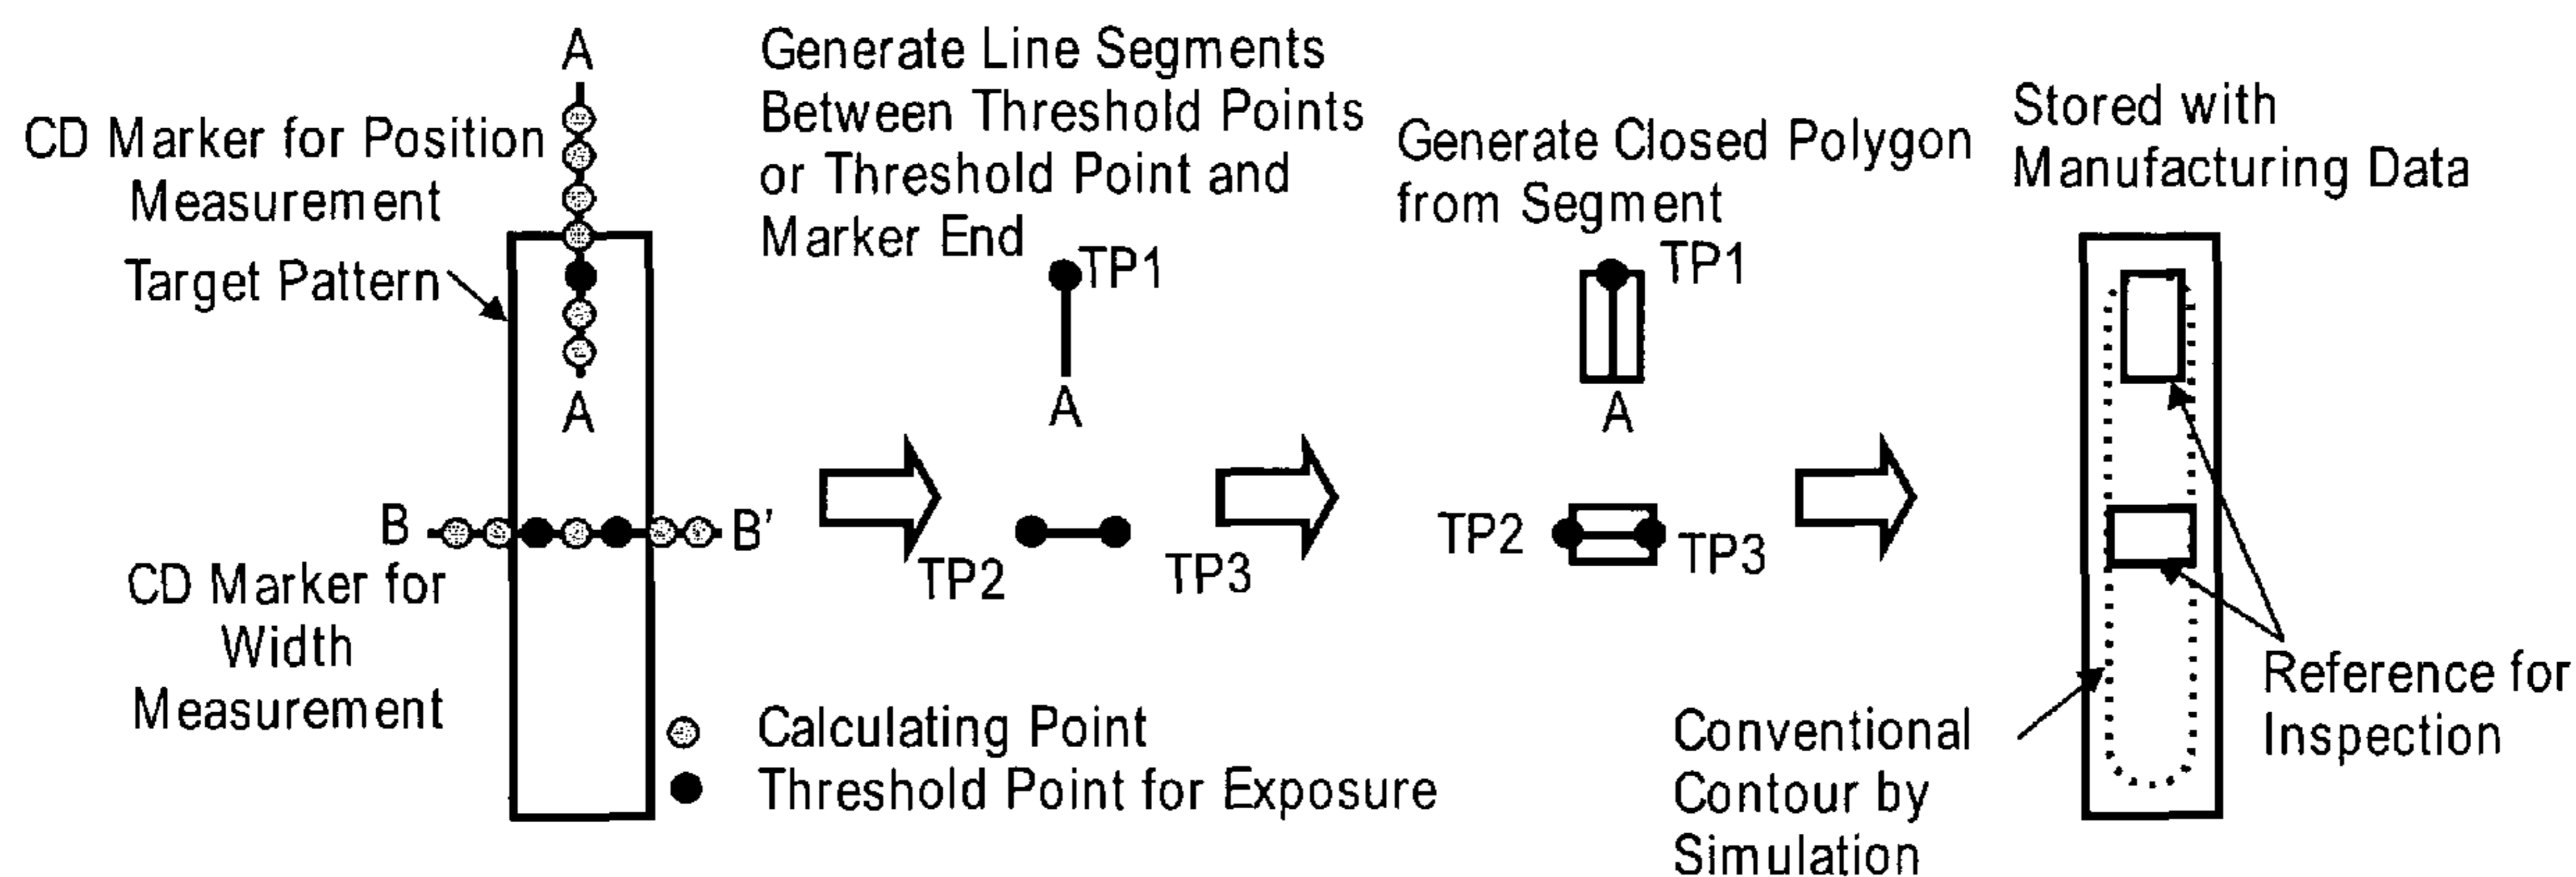 A
CD Marker for Position
Measurement
Target Pattern
A
B
B'
CD Marker for
Width
Measurement
Calculating Point
Threshold Point for Exposure
Generate Line Segments
Between Threshold Points
or Threshold Point and
Marker End
TP1
A
TP2
TP3
Generate Closed Polygon
from Segment
TP1
A
TP2
TP3
Stored with
Manufacturing Data
Conventional
Contour by
Simulation
Reference for
Inspection